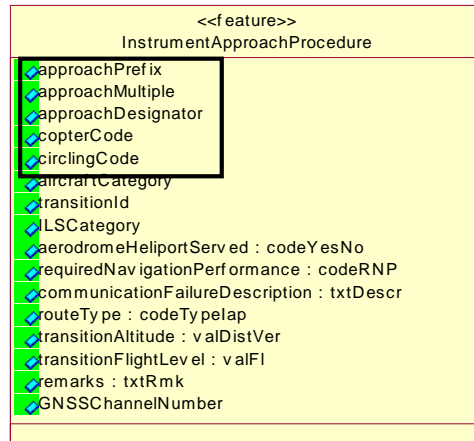 <<feature>>
InstrumentApproachProcedure
approachPrefix
approachMultiple
approachDesignator
copterCode
circlingCode
aircraftCategory
transitionId
ILSCategory
aerodromeHeliportServed : codeYesNo
requiredNavigationPerformance : codeRNP
communicationFailureDescription : txtDescr
routeType : codeTypeIap
transitionAltitude : valDistVer
transitionFlightLevel : valFl
remarks : txtRmk
GNSSChannelNumber